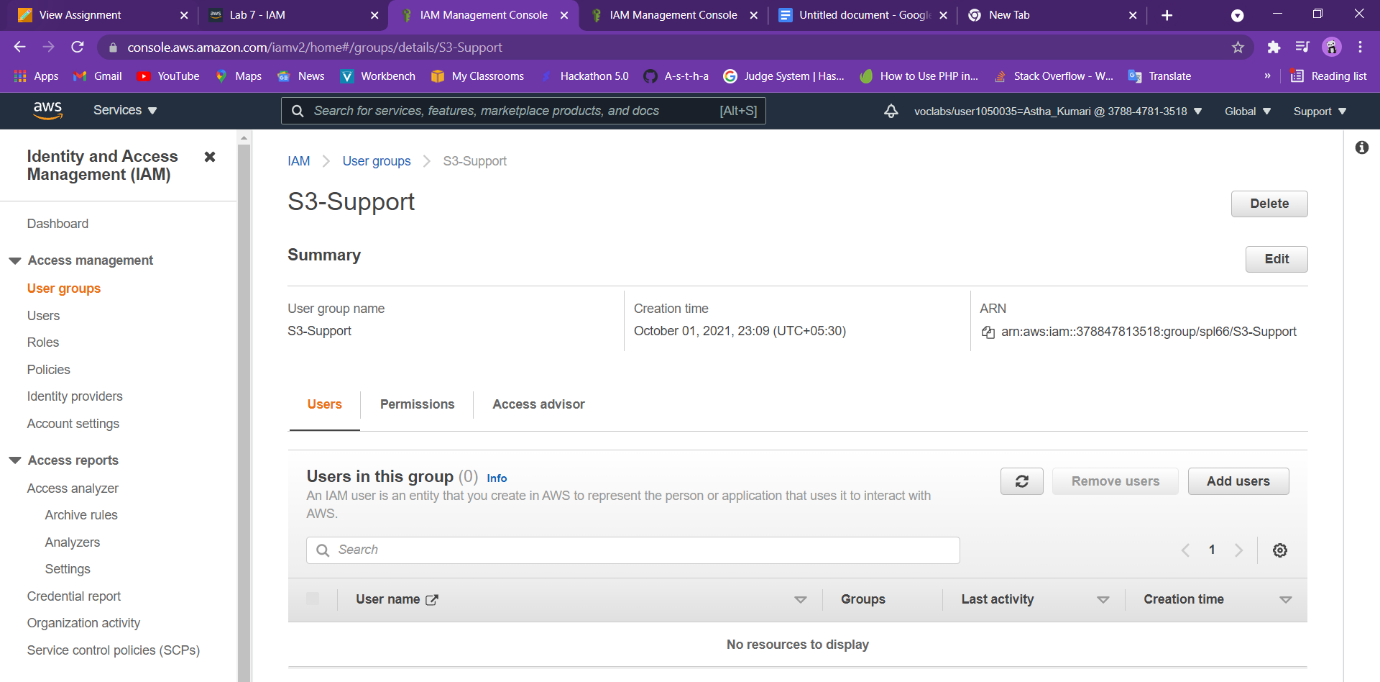 View Assignment
Lab 7 - IAM
IAM Management Console
IAM Management Console
Untitled document - Googl
New Tab
console.aws.amazon.com/iamv2/home#/groups/details/S3-Support
Apps Gmail YouTube Maps News Workbench My Classrooms Hackathon 5.0 A-s-t-h-a Judge System | Has... How to Use PHP in... Stack Overflow - W... Translate » Reading list
aws Services Search for services, features, marketplace products, and docs [Alt+S] voclabs/user1050035=Astha_Kumari @ 3788-4781-3518 Global Support
Identity and Access
Management (IAM)
Dashboard
Access management
User groups
Users
Roles
Policies
Identity providers
Account settings
Access reports
Access analyzer
Archive rules
Analyzers
Settings
Credential report
Organization activity
Service control policies (SCPs)
IAM User groups S3-Support
S3-Support
Delete
Summary
Edit
User group name
S3-Support
Creation time
October 01, 2021, 23:09 (UTC+05:30)
ARN
arn:aws:iam::378847813518:group/spl66/S3-Support
Users Permissions Access advisor
Users in this group (0) Info
An IAM user is an entity that you create in AWS to represent the person or application that uses it to interact with
AWS.
Remove users
Add users
Search
1
User name Groups Last activity Creation time
No resources to display